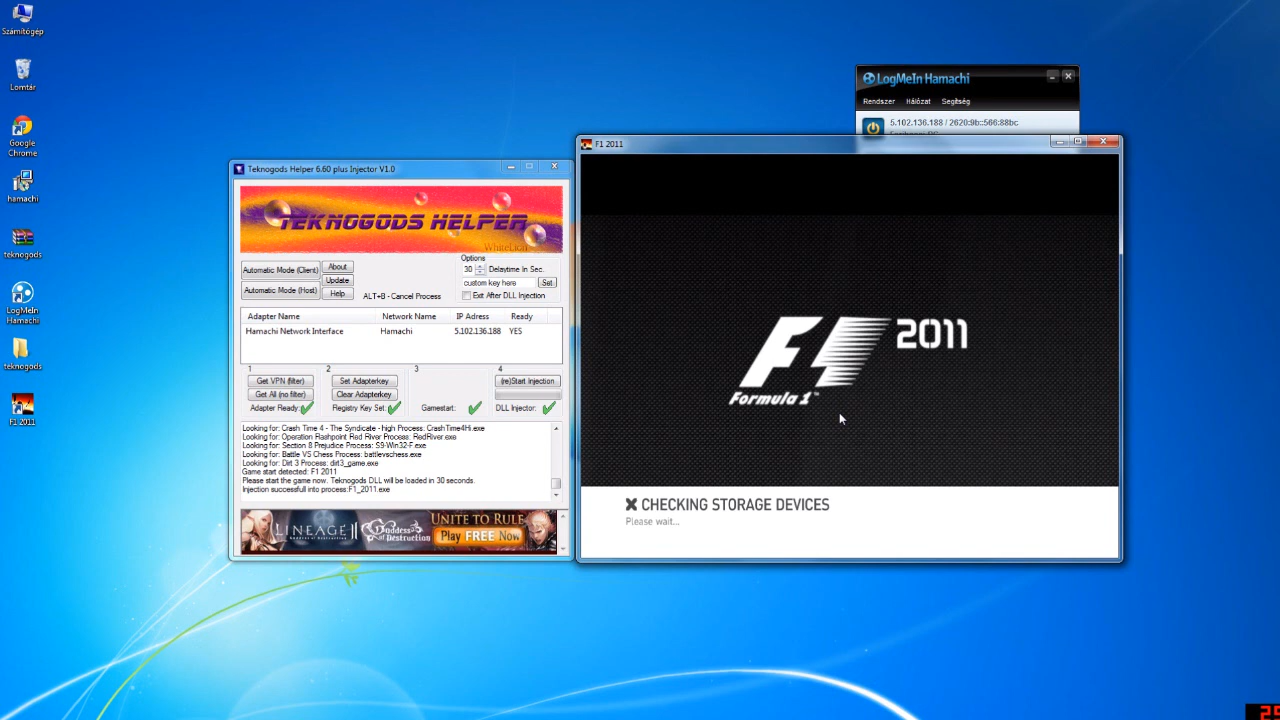 Számítógép
Lomtár
Google
Chrome
hamachi
teknogods
LogMeIn
Hamachi
teknogods
F1 2011
LogMeIn Hamachi
Rendszer Hálózat Segítség
5.102.136.188 / 2620:9b::566:88bc
Teknogods Helper 6.60 plus Injector V1.0
TEKNOGODS HELPER
WhiteLion
Automatic Mode (Client)
Automatic Mode (Host)
About
Update
Help
ALT+B - Cancel Process
Options
30 Delaytime In Sec.
custom key here Set
Exit After DLL Injection
Adapter Name Network Name IP Adress Ready
Hamachi Network Interface Hamachi 5.102.136.188 YES
1 2 3 4
Get VPN (filter) Set Adapterkey (re)Start Injection
Get All (no filter) Clear Adapterkey
Adapter Ready: Registry Key Set: Gamestart: DLL Injector:
Looking for: Crash Time 4 - The Syndicate - high Process: CrashTime4Hi.exe
Looking for: Operation Flashpoint Red River Process: RedRiver.exe
Looking for: Section 8 Prejudice Process: S9-Win32-F.exe
Looking for: Battle VS Chess Process: battlevschess.exe
Looking for: Dirt 3 Process: dirt3_game.exe
Game start detected: F1 2011
Please start the game now. Teknogods DLL will be loaded in 30 seconds.
Injection successfull into process:F1_2011.exe
LINEAGE II Goddess of Destruction UNITE TO RULE
Play FREE Now
F1 2011
F1 2011
Formula 1™
CHECKING STORAGE DEVICES
Please wait...